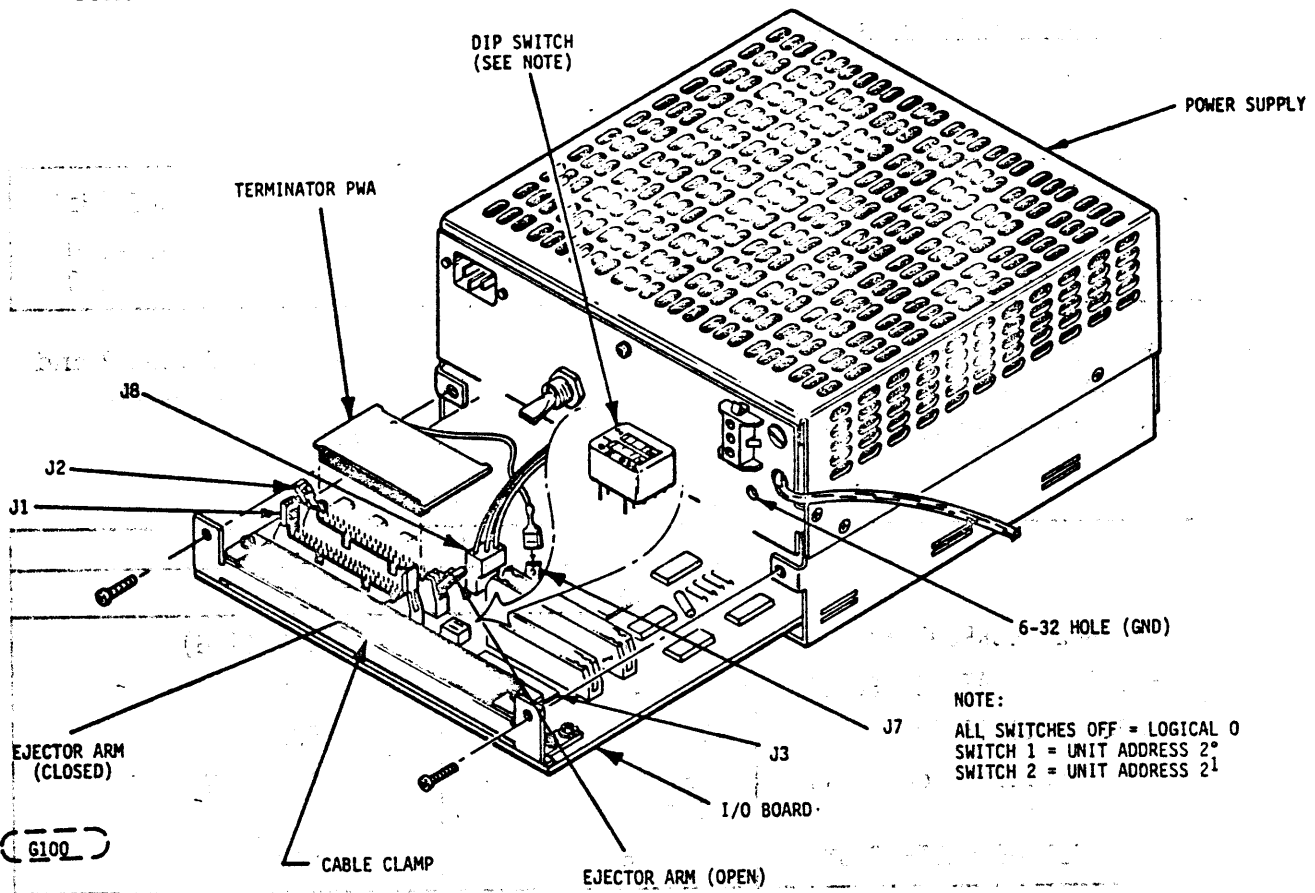 DIP SWITCH
(SEE NOTE)
POWER SUPPLY
TERMINATOR PWA
J8
J2
J1
6-32 HOLE (GND)
J7
J3
NOTE:
ALL SWITCHES OFF = LOGICAL 0
SWITCH 1 = UNIT ADDRESS 2⁰
SWITCH 2 = UNIT ADDRESS 2¹
EJECTOR ARM
(CLOSED)
I/O BOARD
G100
CABLE CLAMP
EJECTOR ARM (OPEN)